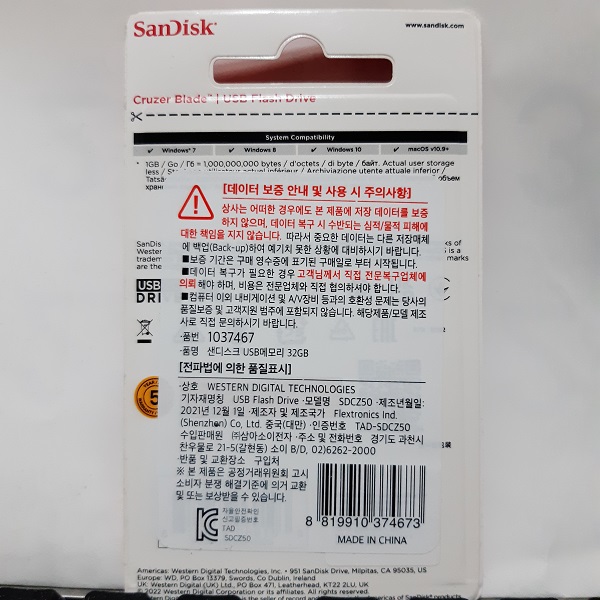 SanDisk®
www.sandisk.com
Cruzer Blade™ | USB Flash Drive
System Compatibility
✓ Windows® 7 ✓ Windows 8 ✓ Windows 10 ✓ macOS v10.9+
* 1GB / Go / Гб = 1,000,000,000 bytes / d'octets / di byte / байт. Actual user storage
[데이터 보증 안내 및 사용 시 주의사항]
상사는 어떠한 경우에도 본 제품에 저장 데이터를 보증
하지 않으며, 데이터 복구 시 수반되는 심적/물적 피해에
대한 책임을 지지 않습니다. 따라서 중요한 데이터는 다른 저장매체
에 백업(Back-up)하여 예기치 못한 상황에 대비하시기 바랍니다.
■보증 기간은 구매 영수증에 표기된 구매일로 부터 시작됩니다.
■데이터 복구가 필요한 경우 고객님께서 직접 전문복구업체에
의뢰해야 하며, 비용은 전문업체와 직접 협의하셔야 합니다.
■컴퓨터 이외 내비게이션 및 A/V장비 등과의 호환성 문제는 당사의
품질보증 및 고객지원 범주에 포함되지 않습니다. 해당제품/모델 제조
사로 직접 문의하시기 바랍니다.
·품번 1037467
·품명 샌디스크 USB메모리 32GB
[전파법에 의한 품질표시]
·상호 WESTERN DIGITAL TECHNOLOGIES
기자재명칭 USB Flash Drive ·모델명 SDCZ50 ·제조년월일:
2021년 12월 1일 ·제조자 및 제조국가 Flextronics Ind.
(Shenzhen) Co, Ltd. 중국(대만) ·인증번호 TAD-SDCZ50
수입판매원 ㈜삼아소이전자 ·주소 및 전화번호 경기도 과천시
찬우물로 21-5(갈현동) 소이 B/D, 02)6262-2000
·반품 및 교환장소 구입처
※ 본 제품은 공정거래위원회 고시
소비자 분쟁 해결기준에 의거 교환
및 또는 보상받을 수 있습니다.
자율안전확인
신고필증번호
TAD
SDCZ50
8 819910 374673
MADE IN CHINA
Americas: Western Digital Technologies, Inc. • 951 SanDisk Drive, Milpitas, CA 95035, US
Europe: WD, PO Box 13379, Swords, Co Dublin, Ireland
UK: Western Digital (UK) Ltd., PO Box 1471, Leatherhead, KT22 2LU, UK
© 2022 Western Digital Corporation or its affiliates. All rights reserved.